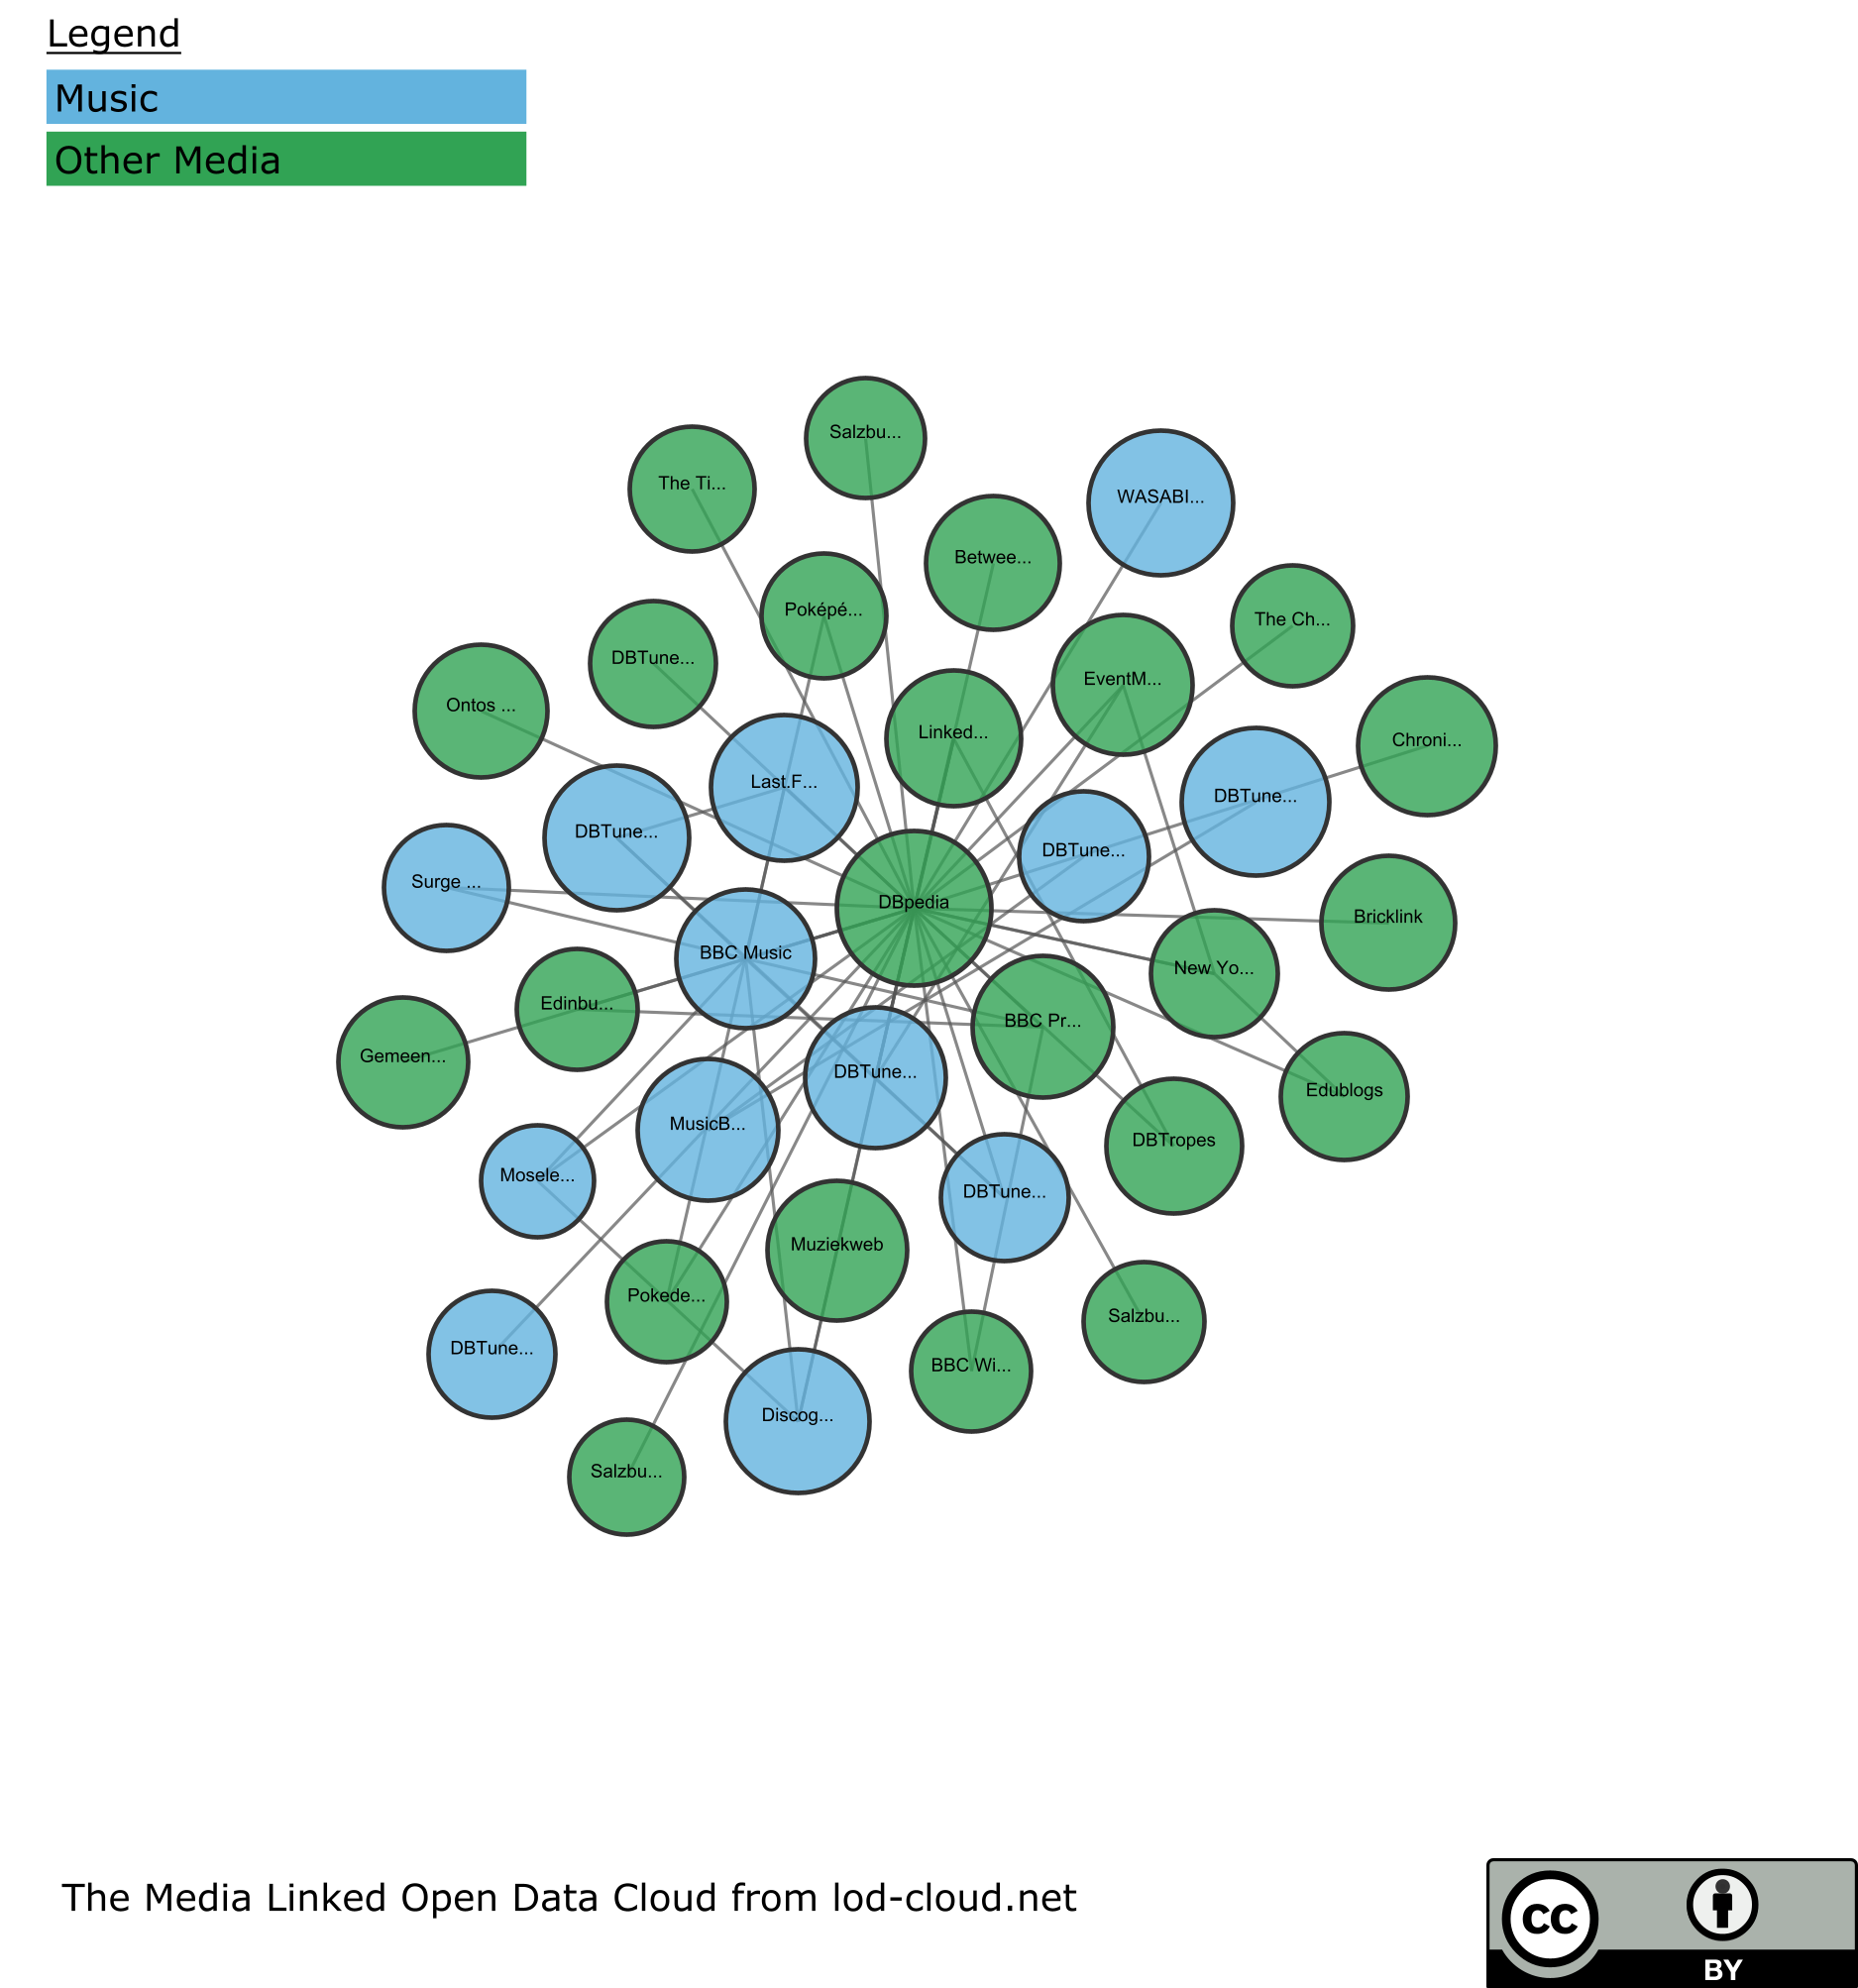 Legend
Music
Other Media
Salzbu...
The Ti...
WASABI...
Betwee...
Poképé...
The Ch...
DBTune...
EventM...
Ontos ...
Linked...
Chroni...
Last.F...
DBTune...
DBTune...
DBTune...
Surge ...
DBpedia
Bricklink
BBC Music
New Yo...
Edinbu...
BBC Pr...
Gemeen...
DBTune...
Edublogs
MusicB...
DBTropes
Mosele...
DBTune...
Muziekweb
Pokede...
Salzbu...
DBTune...
BBC Wi...
Discog...
Salzbu...
The Media Linked Open Data Cloud from lod-cloud.net
cc
BY